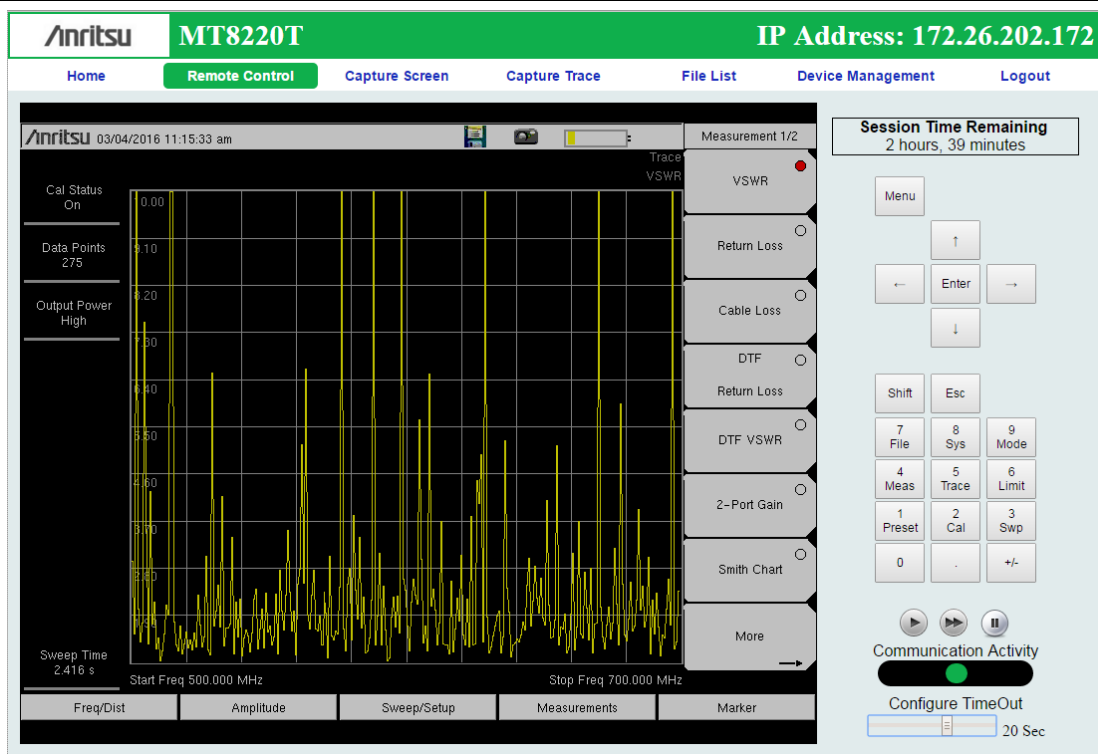 Anritsu MT8220T IP Address: 172.26.202.172
Home Remote Control Capture Screen Capture Trace File List Device Management Logout
Anritsu 03/04/2016 11:15:33 am
Trace
VSWR
Cal Status
On
Data Points
275
Output Power
High
Sweep Time
2.416 s
10.00
9.10
8.20
7.30
6.40
5.50
4.60
3.70
2.80
Start Freq 500.000 MHz Stop Freq 700.000 MHz
Freq/Dist Amplitude Sweep/Setup Measurements Marker
Measurement 1/2
VSWR
Return Loss
Cable Loss
DTF
Return Loss
DTF VSWR
2-Port Gain
Smith Chart
More
Session Time Remaining
2 hours, 39 minutes
Menu
↑
← Enter →
↓
Shift Esc
7 8 9
File Sys Mode
4 5 6
Meas Trace Limit
1 2 3
Preset Cal Swp
0 . +/-
Communication Activity
Configure TimeOut
20 Sec